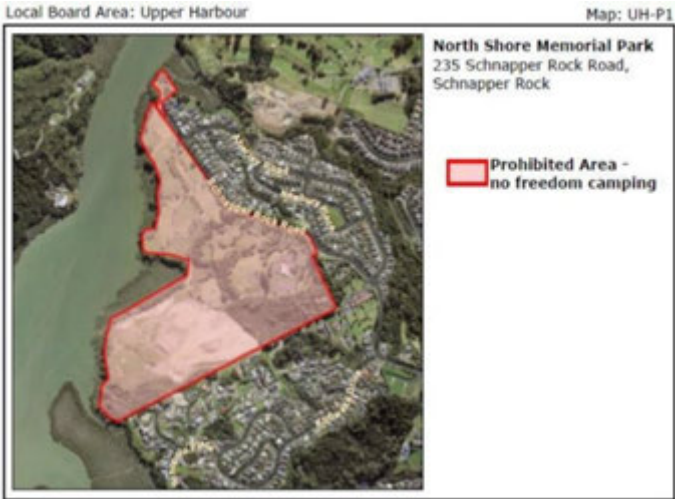 Local Board Area: Upper Harbour
Map: UH-P1
North Shore Memorial Park
235 Schnapper Rock Road,
Schnapper Rock
Prohibited Area -
no freedom camping